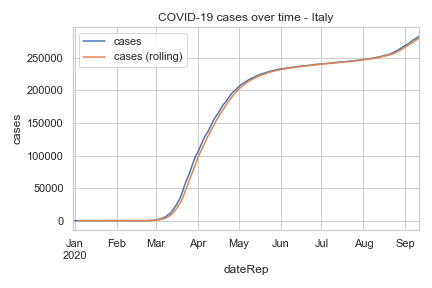 COVID-19 cases over time - Italy
cases
cases (rolling)
250000
200000
150000
100000
50000
0
cases
Jan Feb Mar Apr May Jun Jul Aug Sep
2020
dateRep